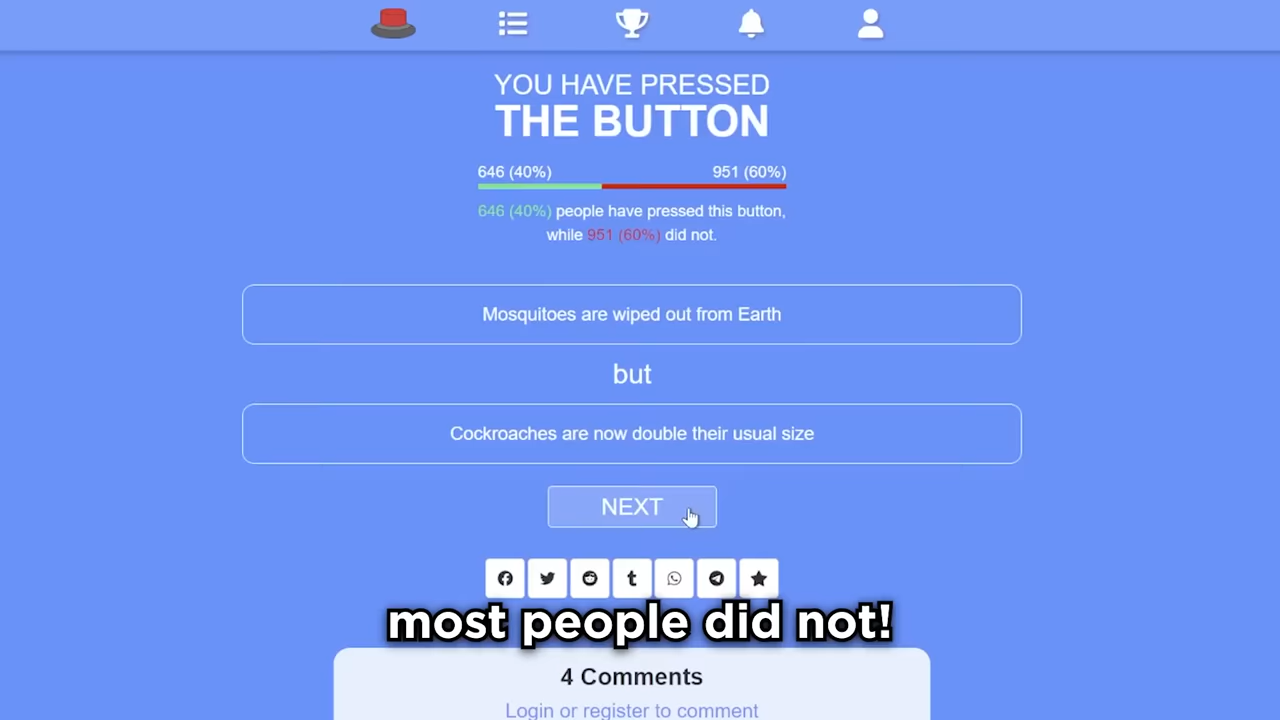 YOU HAVE PRESSED
THE BUTTON
646 (40%) 951 (60%)
646 (40%) people have pressed this button,
while 951 (60%) did not.
Mosquitoes are wiped out from Earth
but
Cockroaches are now double their usual size
NEXT
most people did not!
4 Comments
Login or register to comment